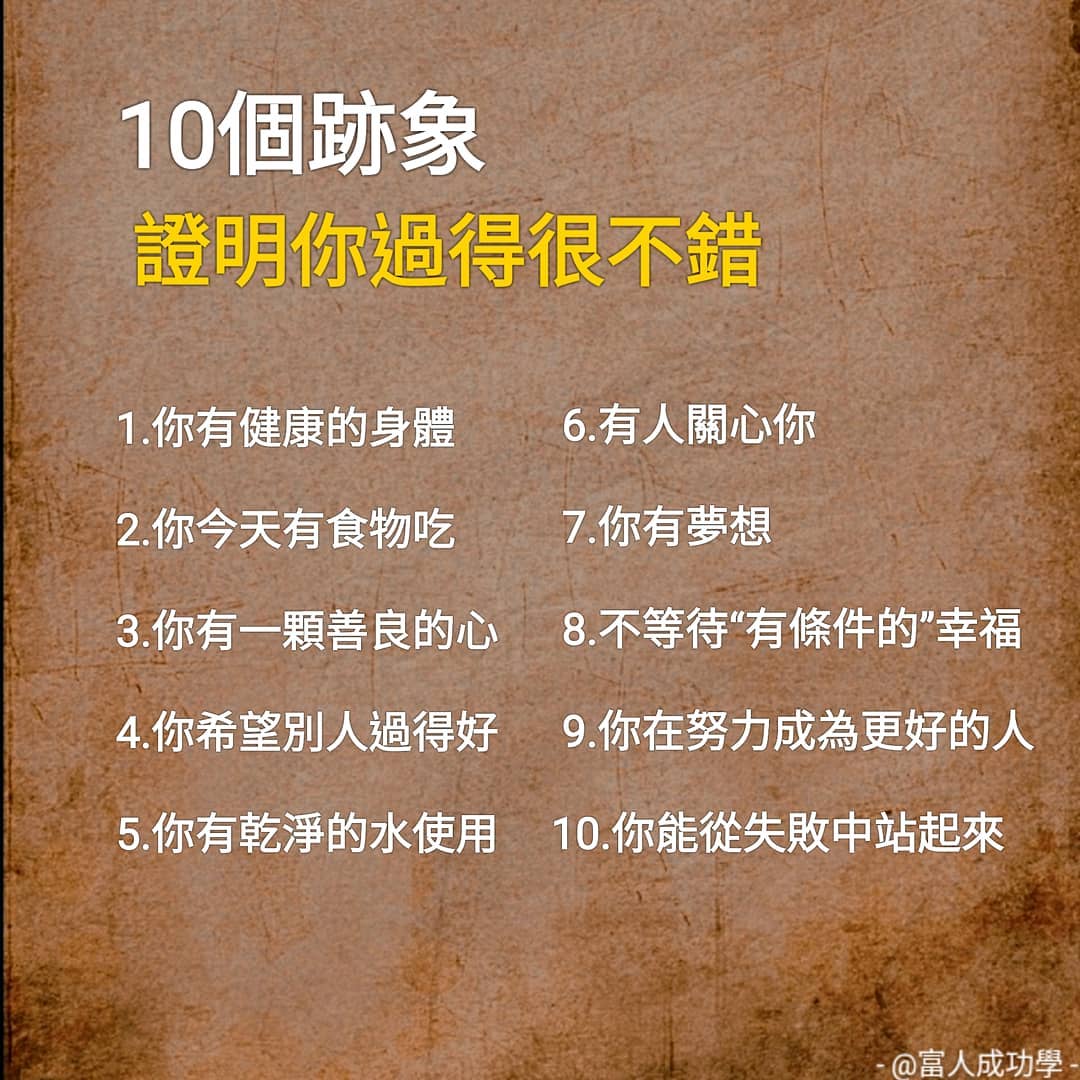 10個跡象
證明你過得很不錯
1.你有健康的身體
2.你今天有食物吃
3.你有一顆善良的心
4.你希望別人過得好
5.你有乾淨的水使用
6.有人關心你
7.你有夢想
8.不等待“有條件的”幸福
9.你在努力成為更好的人
10.你能從失敗中站起來
- @富人成功學 -